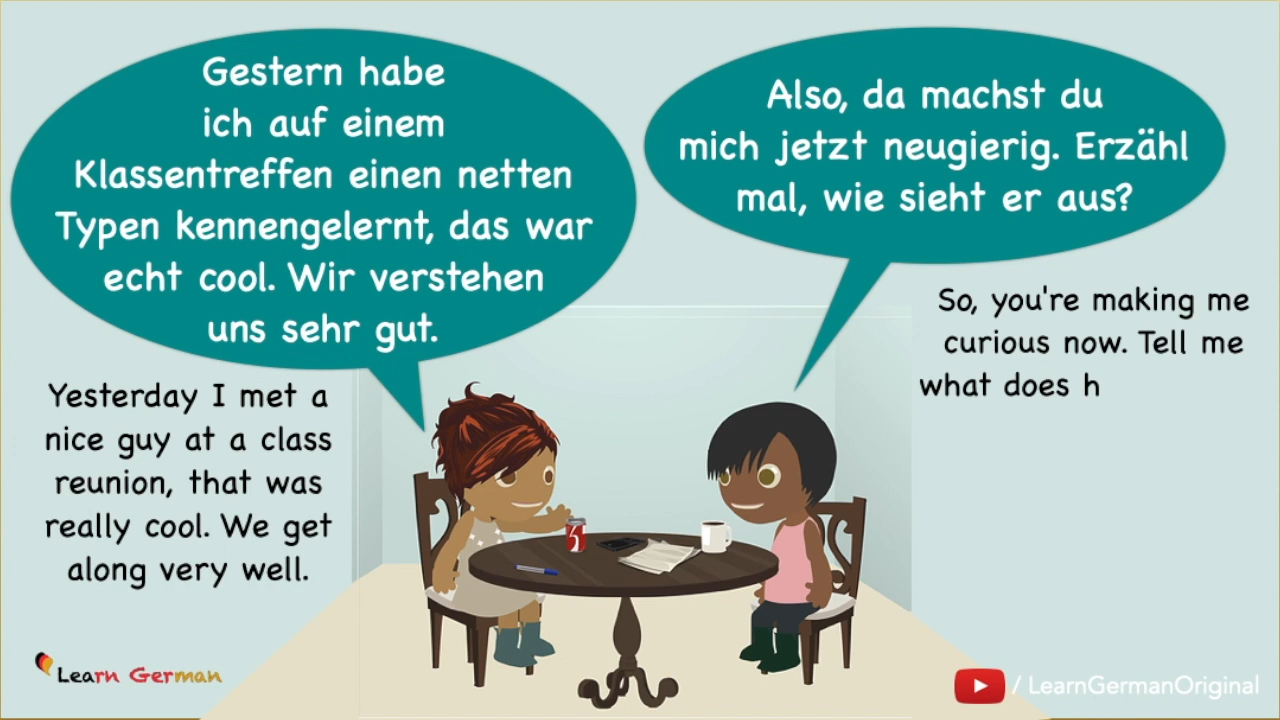 Gestern habe
ich auf einem
Klassentreffen einen netten
Typen kennengelernt, das war
echt cool. Wir verstehen
uns sehr gut.
Also, da machst du
mich jetzt neugierig. Erzähl
mal, wie sieht er aus?
Yesterday I met a
nice guy at a class
reunion, that was
really cool. We get
along very well.
So, you're making me
curious now. Tell me
what does h
Learn German
/ LearnGermanOriginal